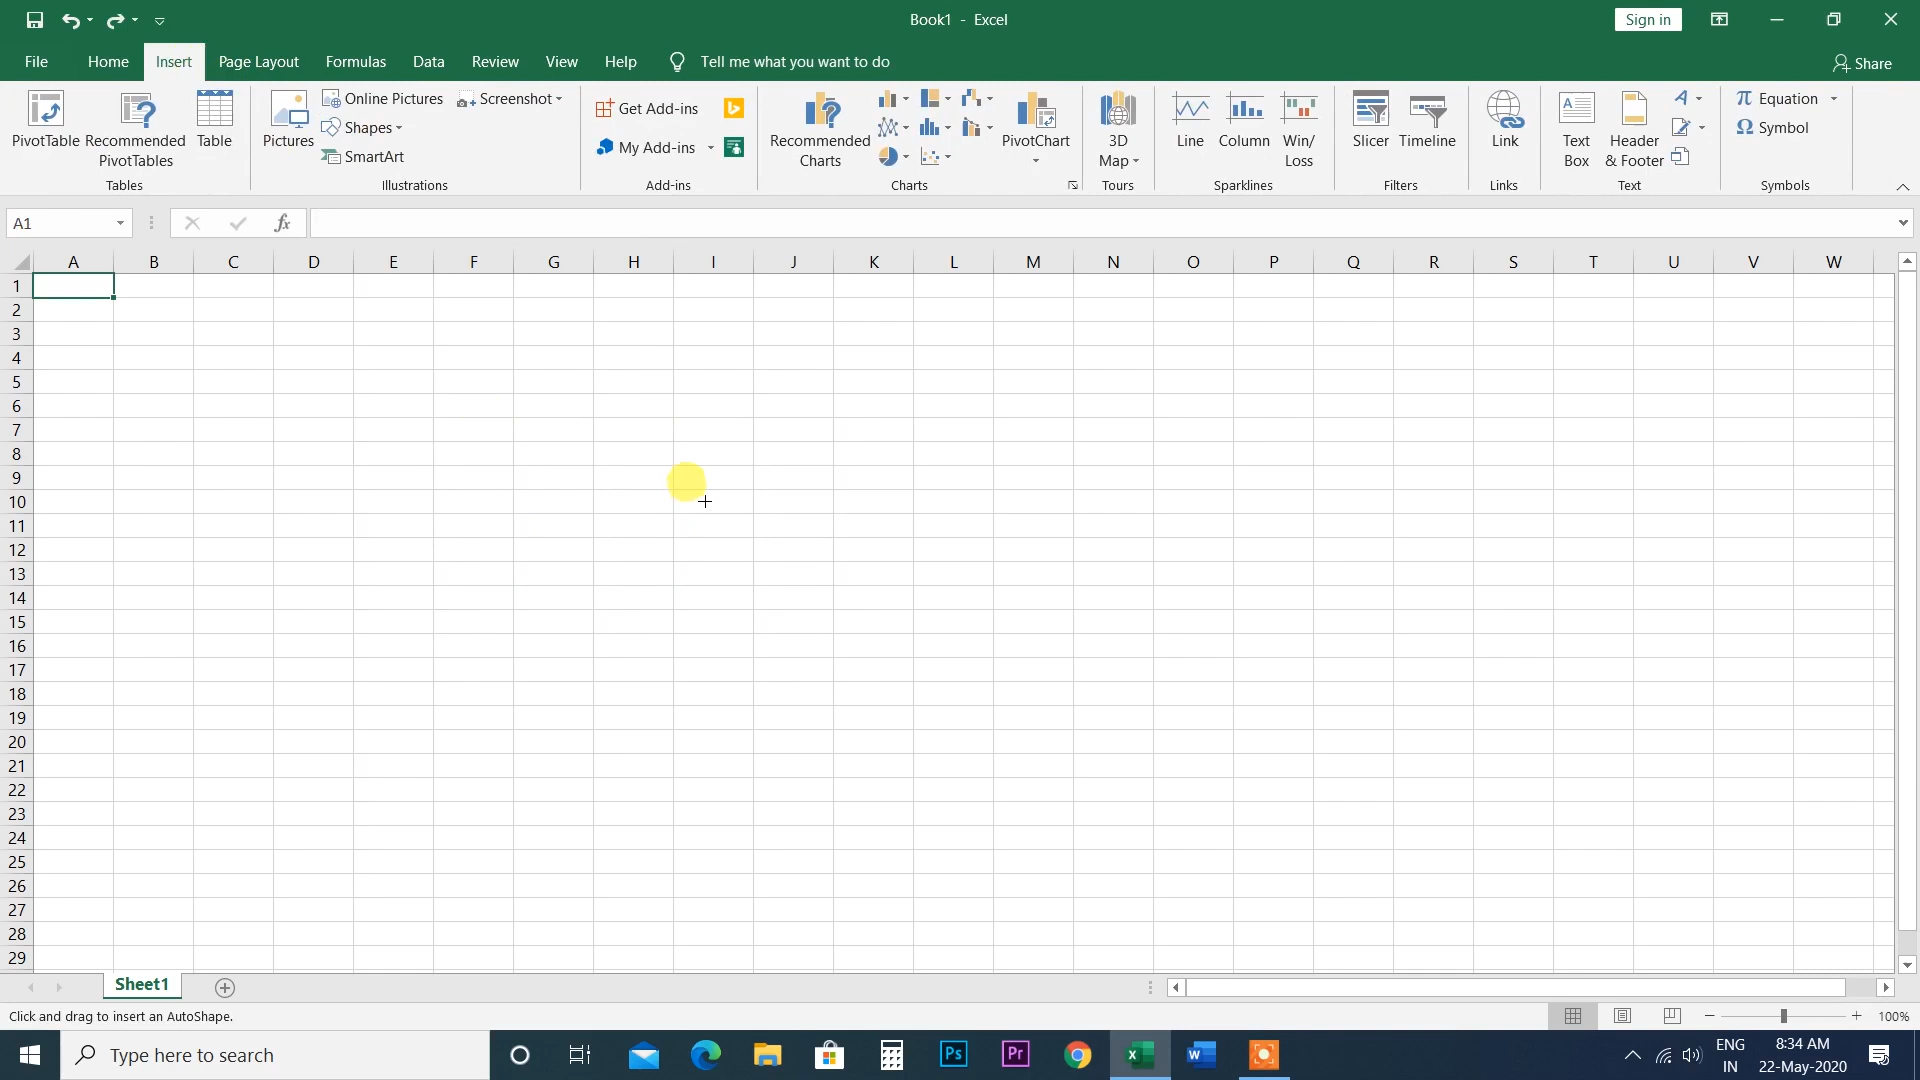 Book1 - Excel
Sign in
File Home Insert Page Layout Formulas Data Review View Help Tell me what you want to do
Share
PivotTable
Recommended
PivotTables
Table
Tables
Pictures
Online Pictures
Shapes
SmartArt
Screenshot
Illustrations
Get Add-ins
My Add-ins
Add-ins
Recommended
Charts
PivotChart
Charts
3D
Map
Tours
Line
Column
Win/
Loss
Sparklines
Slicer
Timeline
Filters
Link
Links
Text
Box
Header
& Footer
Text
Equation
Symbol
Symbols
A1
fx
A B C D E F G H I J K L M N O P Q R S T U V W
1
2
3
4
5
6
7
8
9
10
11
12
13
14
15
16
17
18
19
20
21
22
23
24
25
26
27
28
29
Sheet1
Click and drag to insert an AutoShape.
100%
Type here to search
Ps
Pr
ENG
IN
8:34 AM
22-May-2020